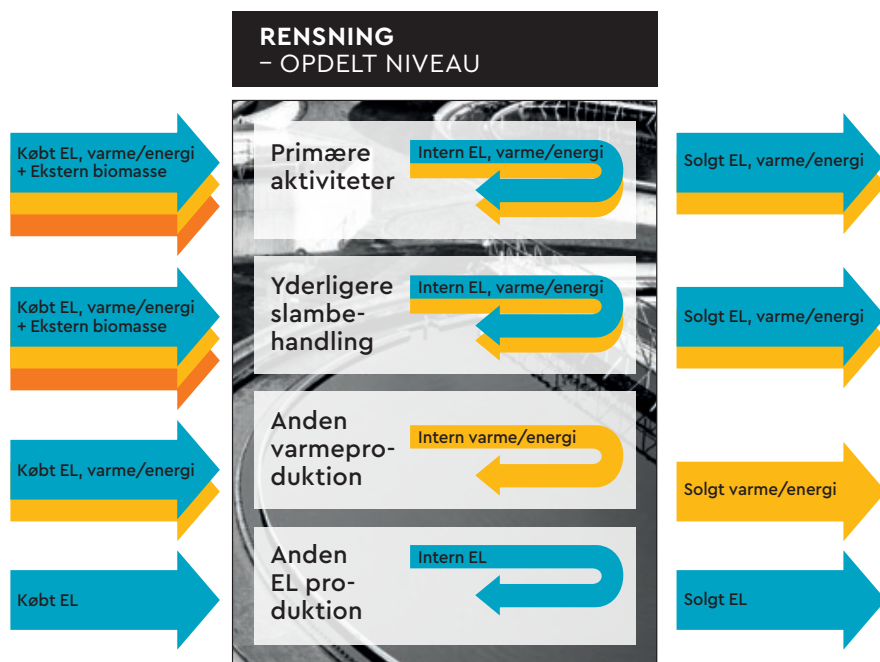 RENSNING
– OPDELT NIVEAU
Købt EL, varme/energi
+ Ekstern biomasse
Primære
aktiviteter
Intern EL, varme/energi
Solgt EL, varme/energi
Købt EL, varme/energi
+ Ekstern biomasse
Yderligere
slambe-
handling
Intern EL, varme/energi
Solgt EL, varme/energi
Købt EL, varme/energi
Anden
varmepro-
duktion
Intern varme/energi
Solgt varme/energi
Købt EL
Anden
EL pro-
duktion
Intern EL
Solgt EL